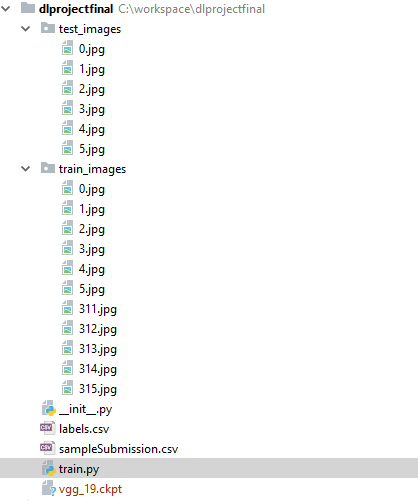 dlprojectfinal C:\workspace\dlprojectfinal
test_images
0.jpg
1.jpg
2.jpg
3.jpg
4.jpg
5.jpg
train_images
0.jpg
1.jpg
2.jpg
3.jpg
4.jpg
5.jpg
311.jpg
312.jpg
313.jpg
314.jpg
315.jpg
__init__.py
labels.csv
sampleSubmission.csv
train.py
vgg_19.ckpt